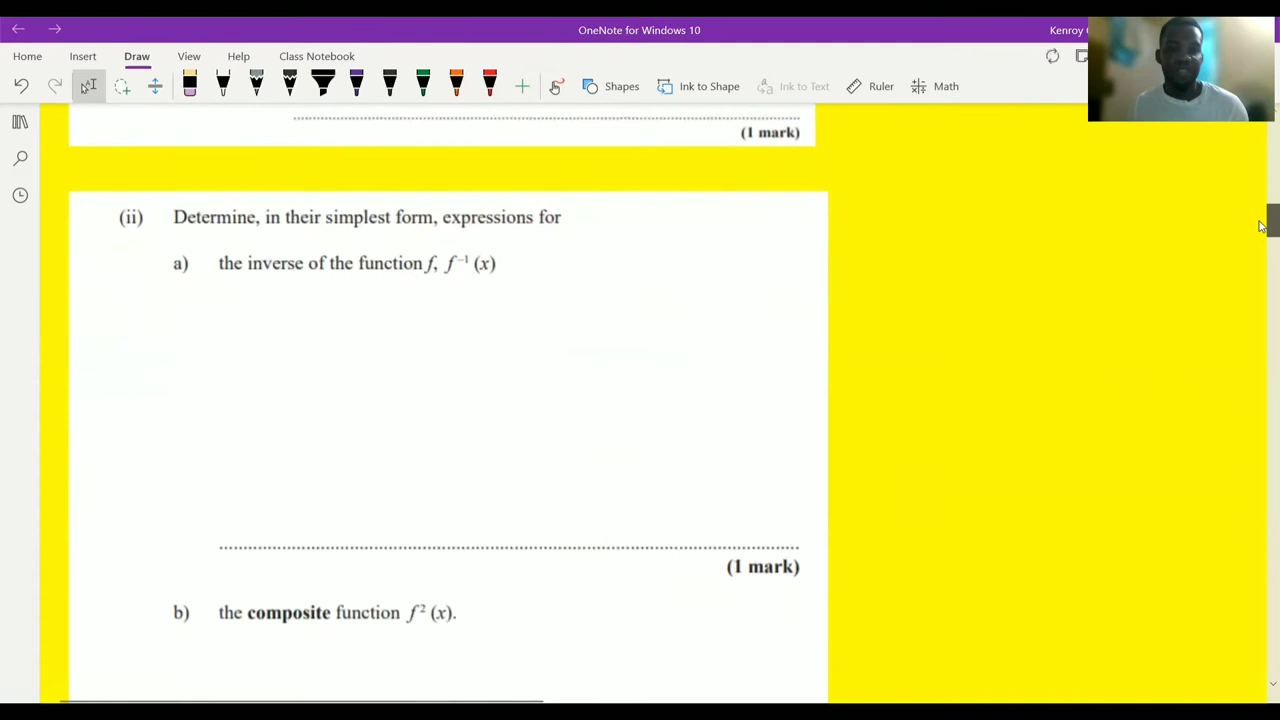 OneNote for Windows 10
Kenroy
Home Insert Draw View Help Class Notebook
Shapes Ink to Shape Ink to Text Ruler Math
(1 mark)
(ii) Determine, in their simplest form, expressions for
a) the inverse of the function f, f⁻¹ (x)
(1 mark)
b) the composite function f² (x).